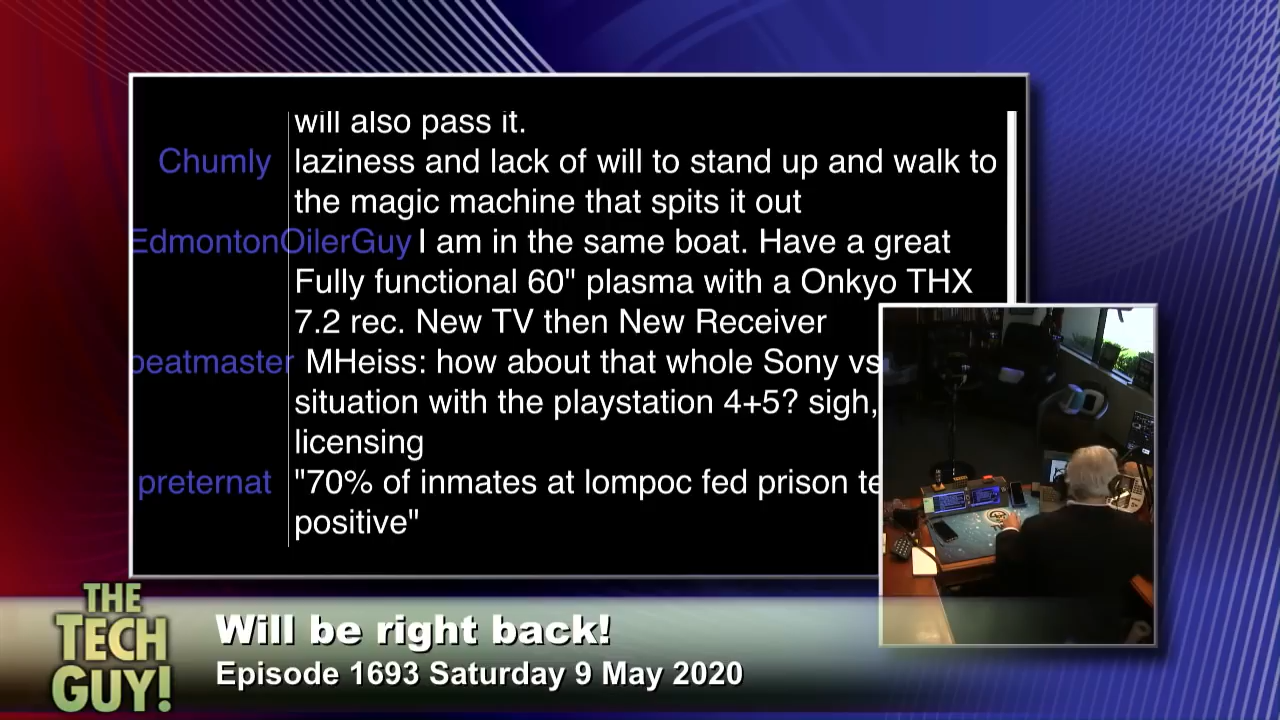 will also pass it.
Chumly laziness and lack of will to stand up and walk to
the magic machine that spits it out
EdmontonOilerGuy I am in the same boat. Have a great
Fully functional 60" plasma with a Onkyo THX
7.2 rec. New TV then New Receiver
beatmaster MHeiss: how about that whole Sony vs
situation with the playstation 4+5? sigh,
licensing
preternat "70% of inmates at lompoc fed prison te
positive"
THE
TECH
GUY!
Will be right back!
Episode 1693 Saturday 9 May 2020